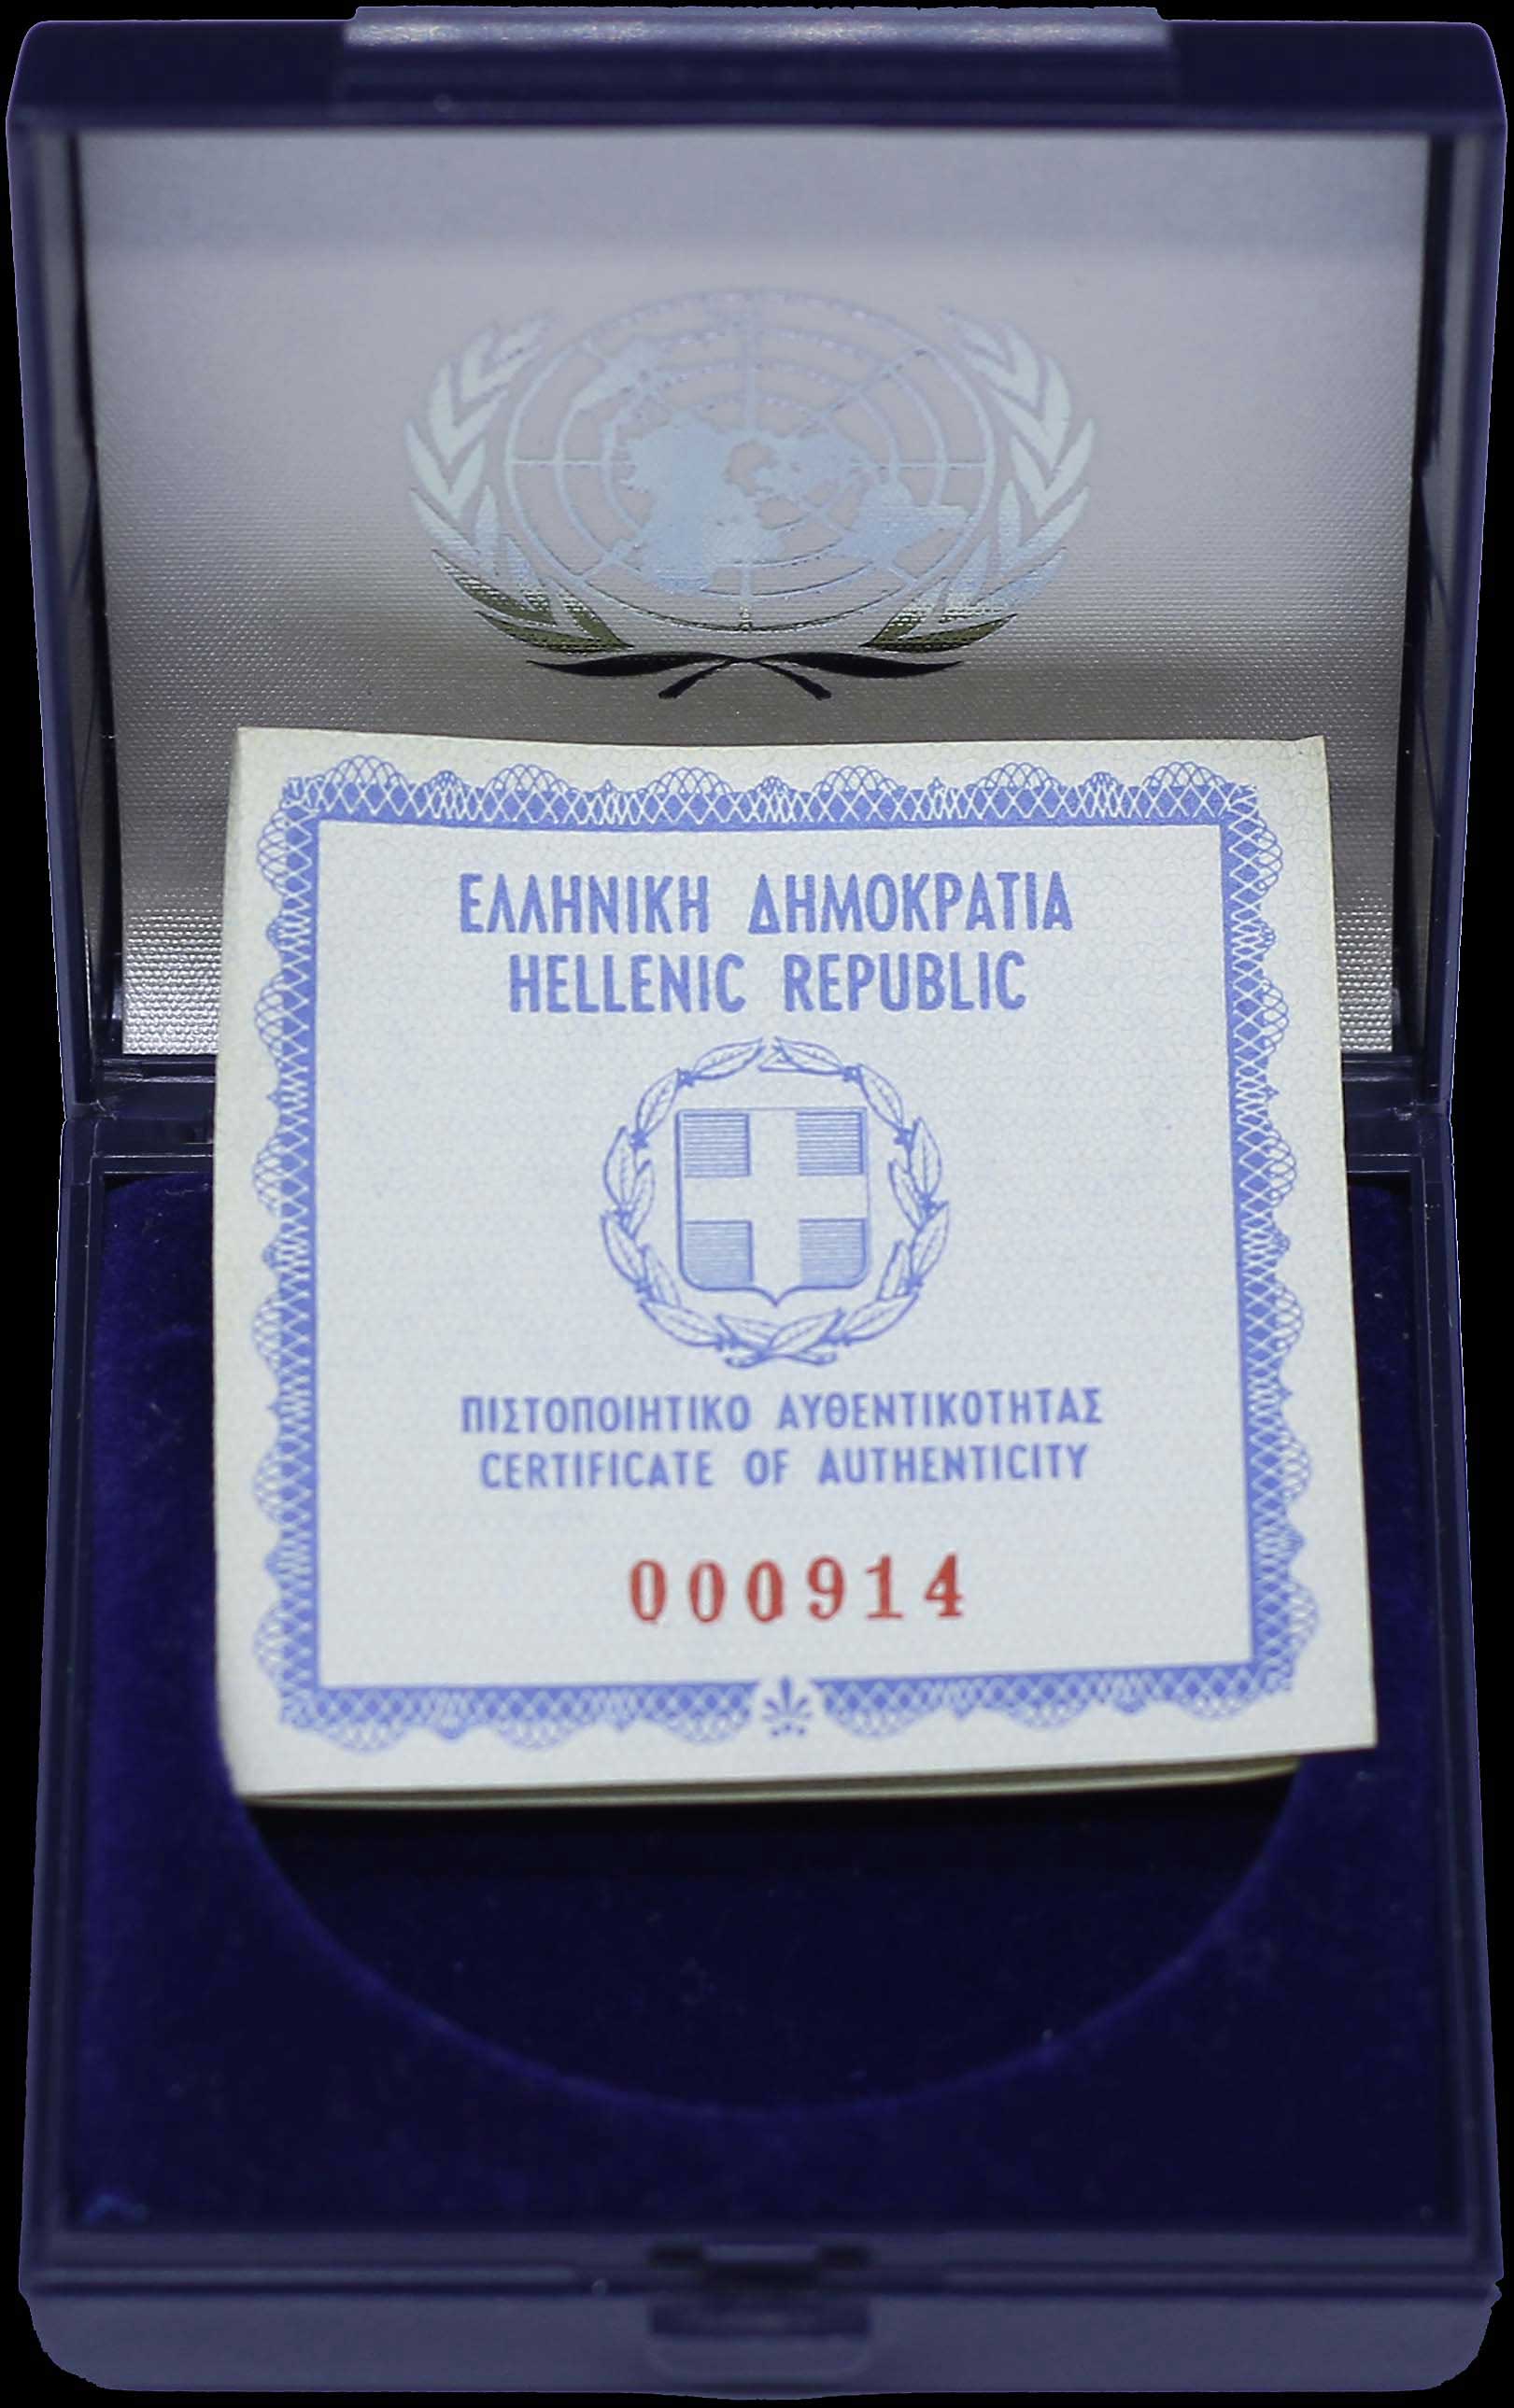 ΕΛΛΗΝΙΚΗ ΔΗΜΟΚΡΑΤΙΑ
HELLENIC REPUBLIC
ΠΙΣΤΟΠΟΙΗΤΙΚΟ ΑΥΘΕΝΤΙΚΟΤΗΤΑΣ
CERTIFICATE OF AUTHENTICITY
000914